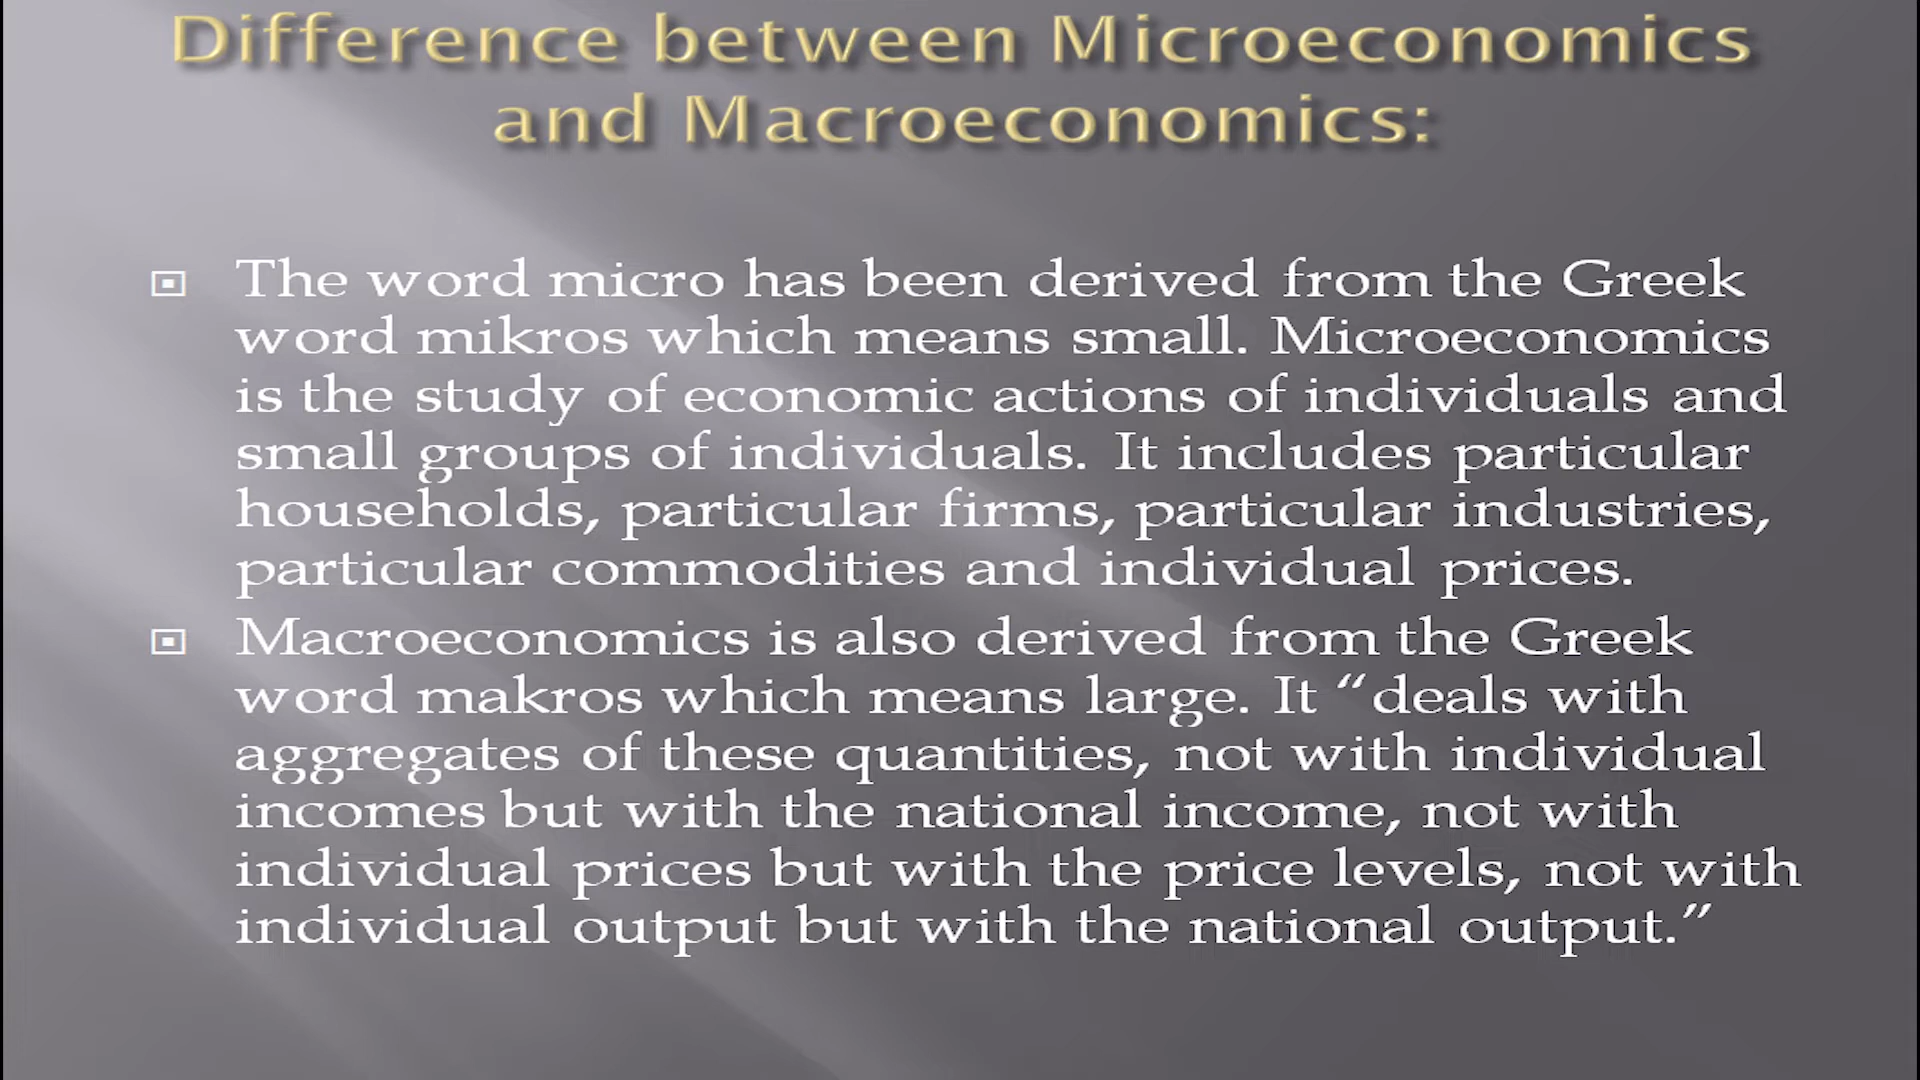 Difference between Microeconomics
and Macroeconomics:
The word micro has been derived from the Greek
word mikros which means small. Microeconomics
is the study of economic actions of individuals and
small groups of individuals. It includes particular
households, particular firms, particular industries,
particular commodities and individual prices.
Macroeconomics is also derived from the Greek
word makros which means large. It “deals with
aggregates of these quantities, not with individual
incomes but with the national income, not with
individual prices but with the price levels, not with
individual output but with the national output.”